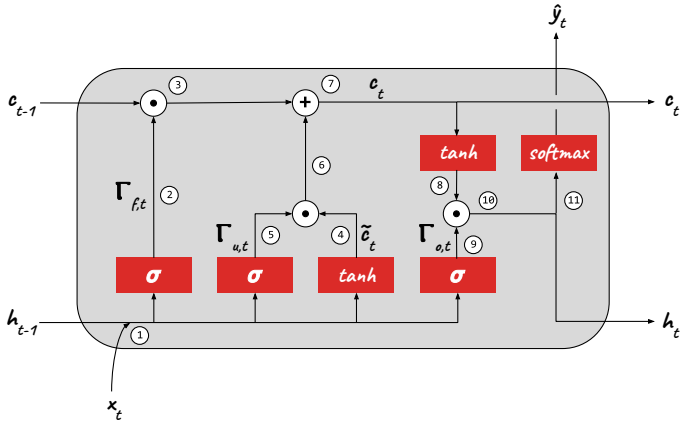 ŷ_t
3
7
c_{t-1}
c_t
c_t
+
tanh
softmax
6
8
Γ_{f,t}
2
10
11
Γ_{u,t}
5
4
c̃_t
Γ_{o,t}
9
σ
σ
tanh
σ
h_{t-1}
1
h_t
x_t